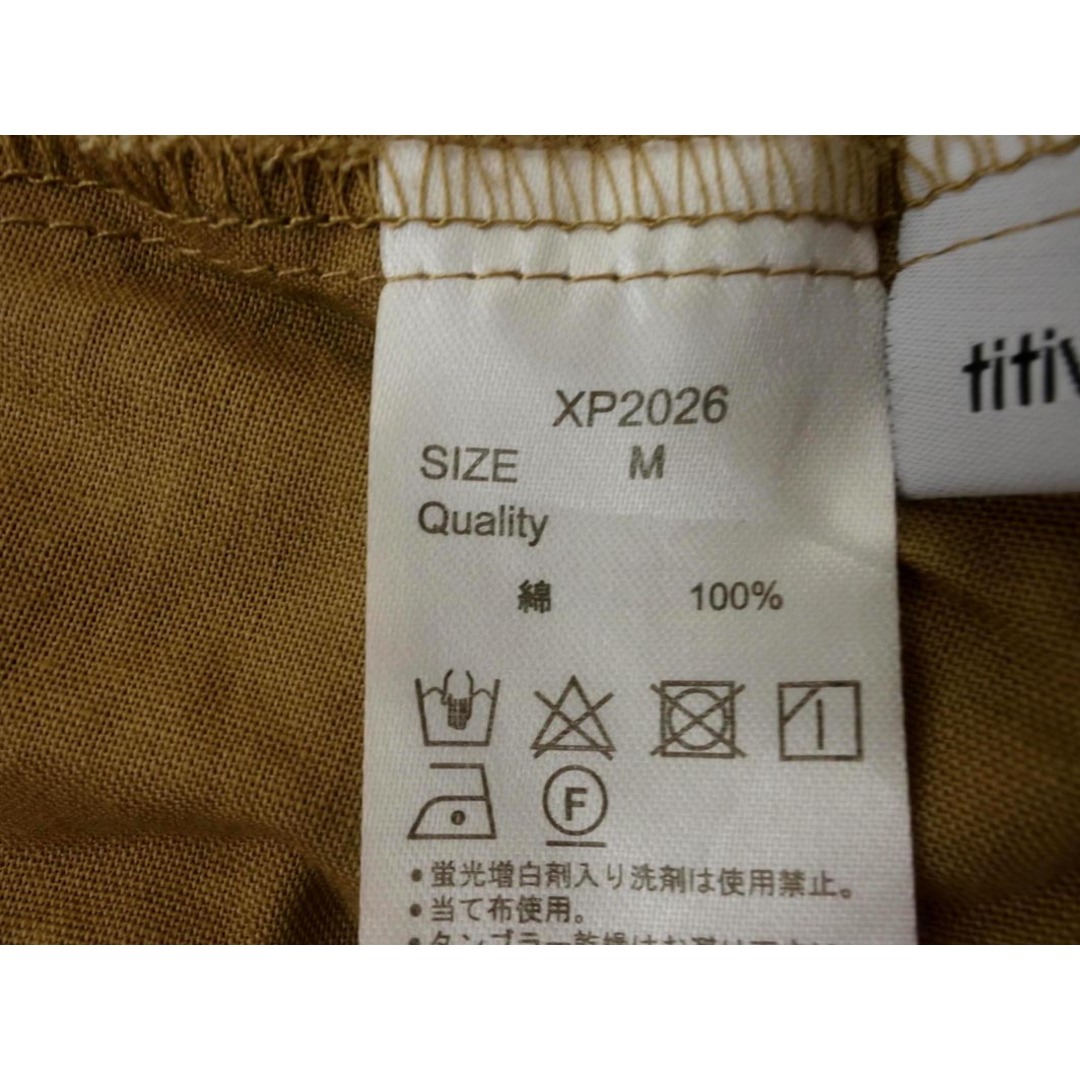 XP2026
SIZE M
Quality
綿 100%
F
•蛍光増白剤入り洗剤は使用禁止。
•当て布使用。
titiv